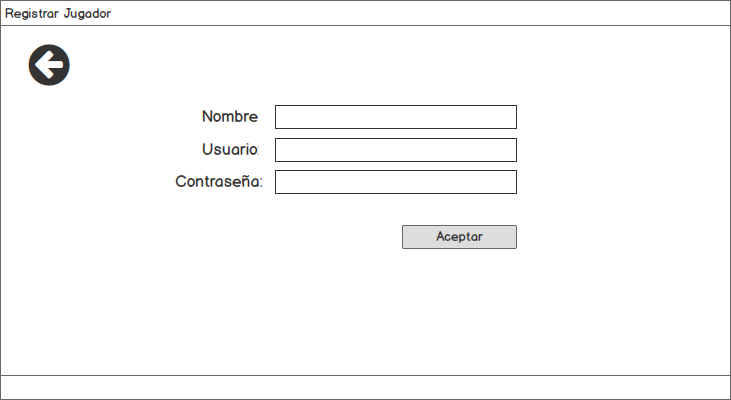 Registrar Jugador
Nombre
Usuario:
Contraseña:
Aceptar